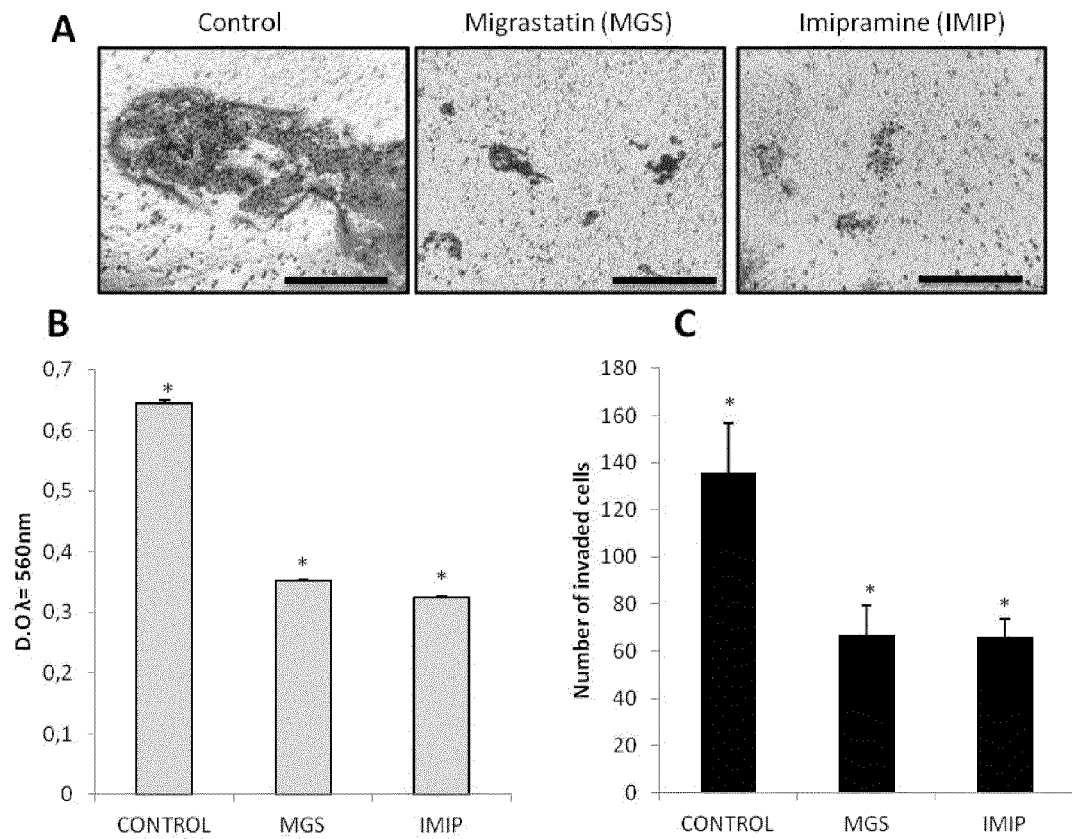 A
Control
Migrastatin (MGS)
Imipramine (IMIP)
B
0,7
0,6
0,5
0,4
0,3
0,2
0,1
0
D.O λ= 560nm
*
*
*
CONTROL
MGS
IMIP
C
180
160
140
120
100
80
60
40
20
0
Number of invaded cells
*
*
*
CONTROL
MGS
IMIP